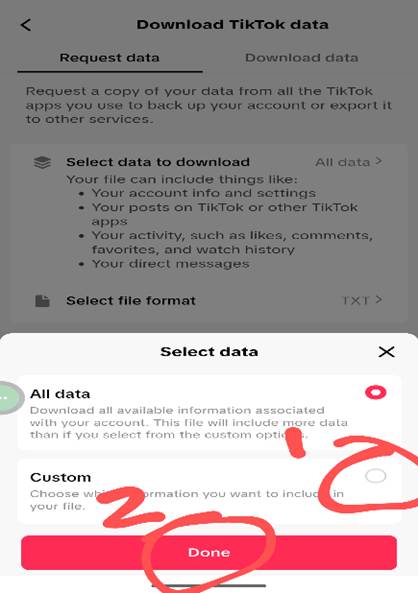 Download TikTok data
Request data
Download data
Request a copy of your data from all the TikTok
apps you use to back up your account or export it
to other services.
Select data to download
All data >
Your file can include things like:
• Your account info and settings
• Your posts on TikTok or other TikTok
apps
• Your activity, such as likes, comments,
favorites, and watch history
• Your direct messages
Select file format
TXT >
Select data
All data
Download all available information associated
with your account. This file will include more data
than if you select from the custom options.
1
Custom
Choose which information you want to include in
your file.
2
Done